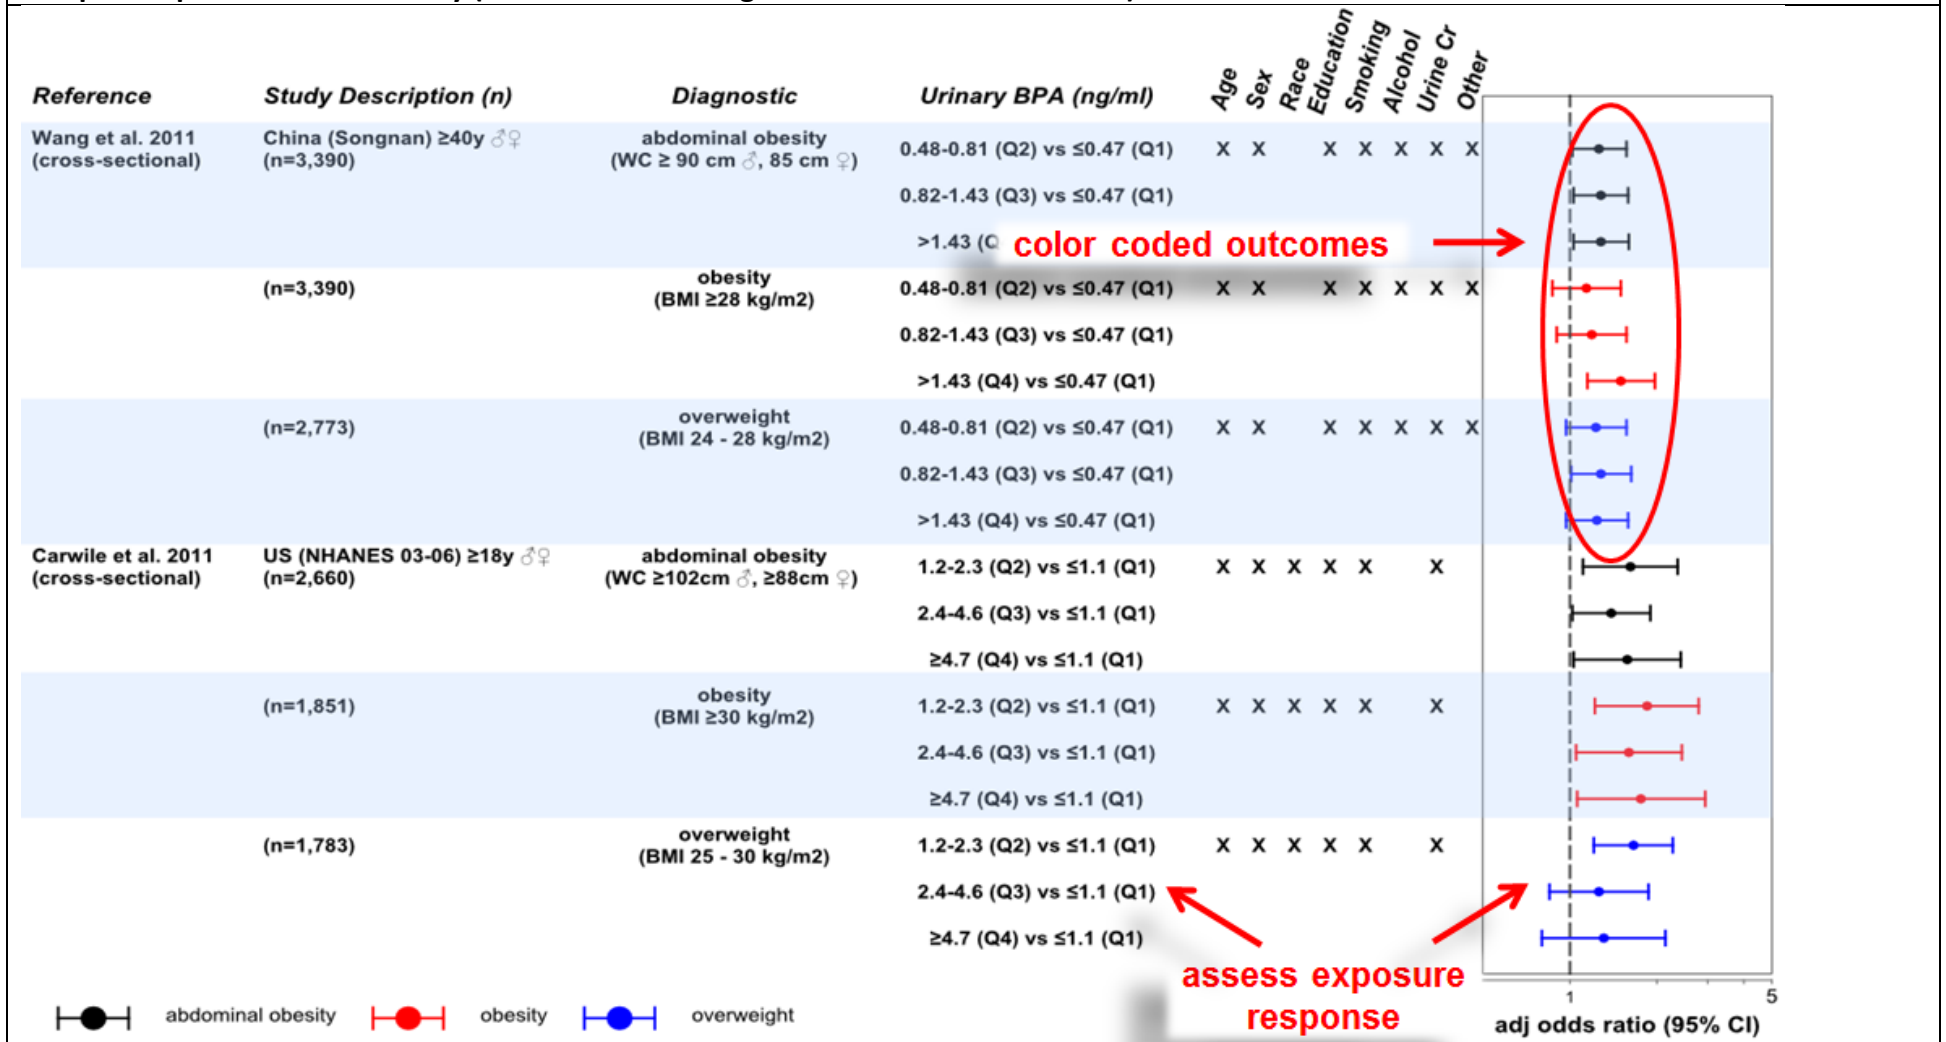 Reference Study Description (n) Diagnostic Urinary BPA (ng/ml) Age Sex Race Education Smoking Alcohol Urine Cr Other
Wang et al. 2011 China (Songnan) ≥40y ♂♀ abdominal obesity
(cross-sectional) (n=3,390) (WC ≥ 90 cm ♂, 85 cm ♀) 0.48-0.81 (Q2) vs ≤0.47 (Q1) X X X X X X X
0.82-1.43 (Q3) vs ≤0.47 (Q1)
>1.43 (Q color coded outcomes
(n=3,390) obesity
(BMI ≥28 kg/m2) 0.48-0.81 (Q2) vs ≤0.47 (Q1) X X X X X X X
0.82-1.43 (Q3) vs ≤0.47 (Q1)
>1.43 (Q4) vs ≤0.47 (Q1)
(n=2,773) overweight
(BMI 24 - 28 kg/m2) 0.48-0.81 (Q2) vs ≤0.47 (Q1) X X X X X X X
0.82-1.43 (Q3) vs ≤0.47 (Q1)
>1.43 (Q4) vs ≤0.47 (Q1)
Carwile et al. 2011 US (NHANES 03-06) ≥18y ♂♀ abdominal obesity
(cross-sectional) (n=2,660) (WC ≥102cm ♂, ≥88cm ♀) 1.2-2.3 (Q2) vs ≤1.1 (Q1) X X X X X X
2.4-4.6 (Q3) vs ≤1.1 (Q1)
≥4.7 (Q4) vs ≤1.1 (Q1)
(n=1,851) obesity
(BMI ≥30 kg/m2) 1.2-2.3 (Q2) vs ≤1.1 (Q1) X X X X X X
2.4-4.6 (Q3) vs ≤1.1 (Q1)
≥4.7 (Q4) vs ≤1.1 (Q1)
(n=1,783) overweight
(BMI 25 - 30 kg/m2) 1.2-2.3 (Q2) vs ≤1.1 (Q1) X X X X X X
2.4-4.6 (Q3) vs ≤1.1 (Q1)
≥4.7 (Q4) vs ≤1.1 (Q1)
assess exposure
response
1 5
adj odds ratio (95% CI)
abdominal obesity obesity overweight